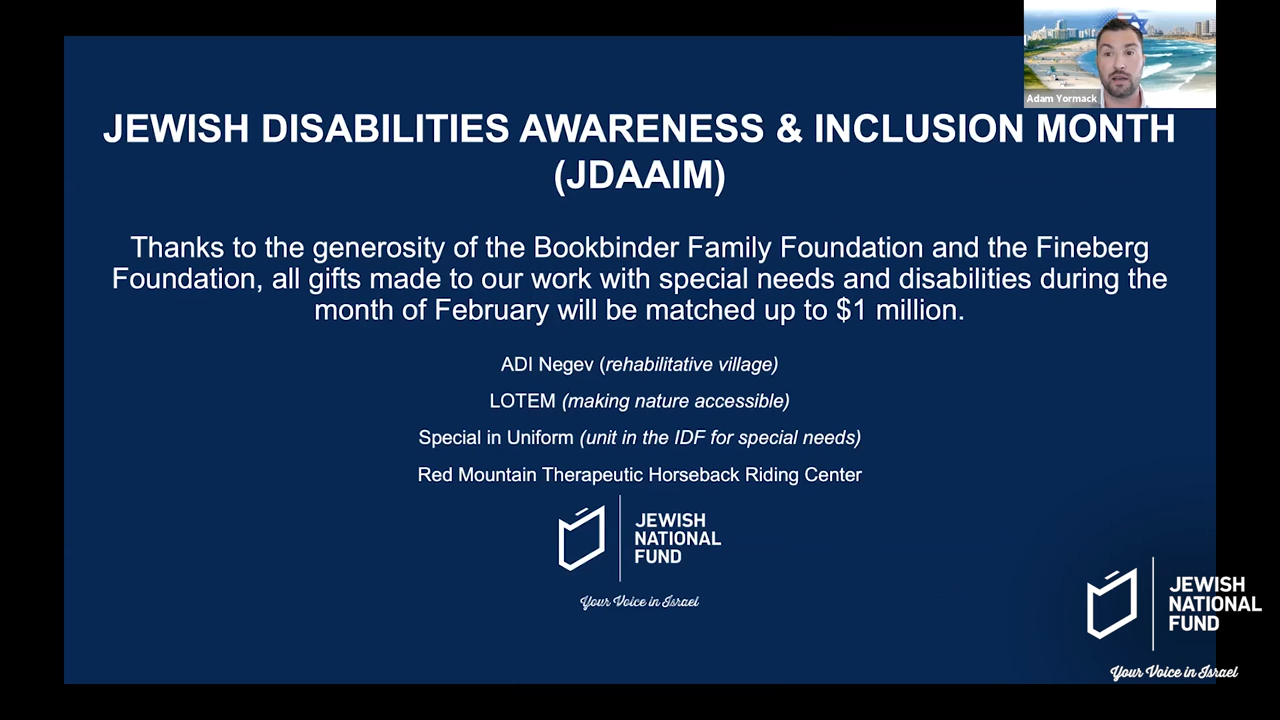 Adam Yormack
JEWISH DISABILITIES AWARENESS & INCLUSION MONTH
(JDAAIM)
Thanks to the generosity of the Bookbinder Family Foundation and the Fineberg
Foundation, all gifts made to our work with special needs and disabilities during the
month of February will be matched up to $1 million.
ADI Negev (rehabilitative village)
LOTEM (making nature accessible)
Special in Uniform (unit in the IDF for special needs)
Red Mountain Therapeutic Horseback Riding Center
JEWISH
NATIONAL
FUND
Your Voice in Israel
JEWISH
NATIONAL
FUND
Your Voice in Israel